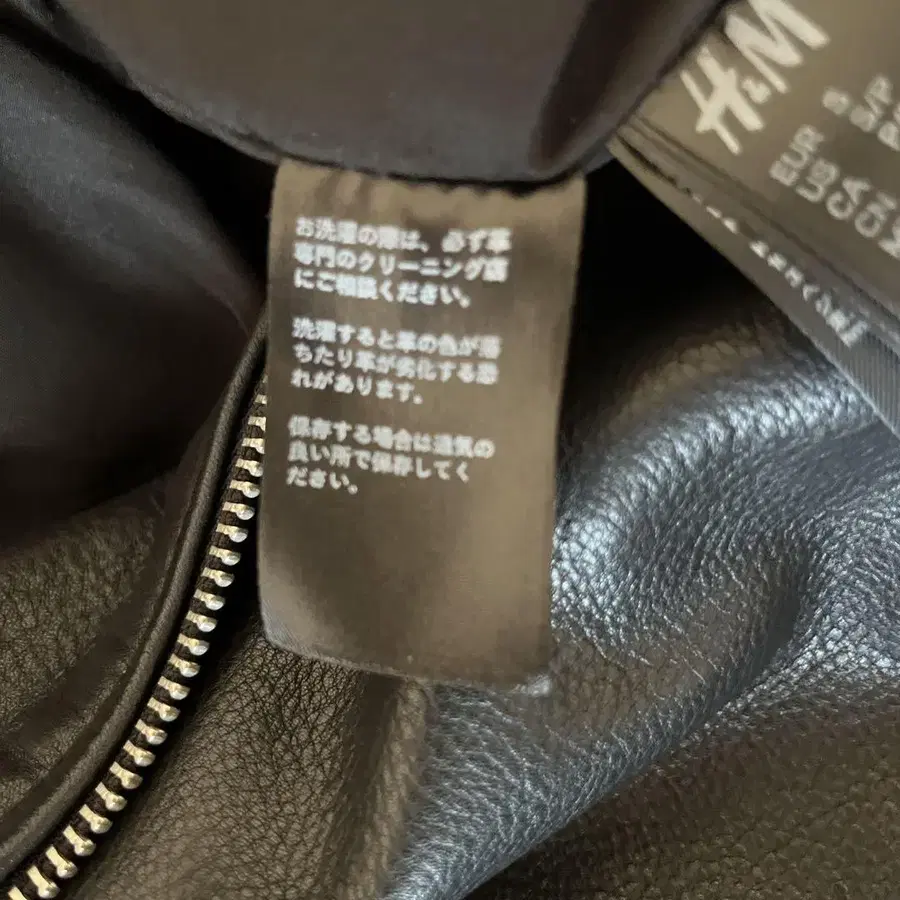 お洗濯の際は、必ず革
専門のクリーニング店
にご相談ください。
洗濯すると革の色が落
ちたり革が劣化する恐
れがあります。
保存する場合は通気の
良い所で保存してく
ださい。
H&M
EUR S
US S/P